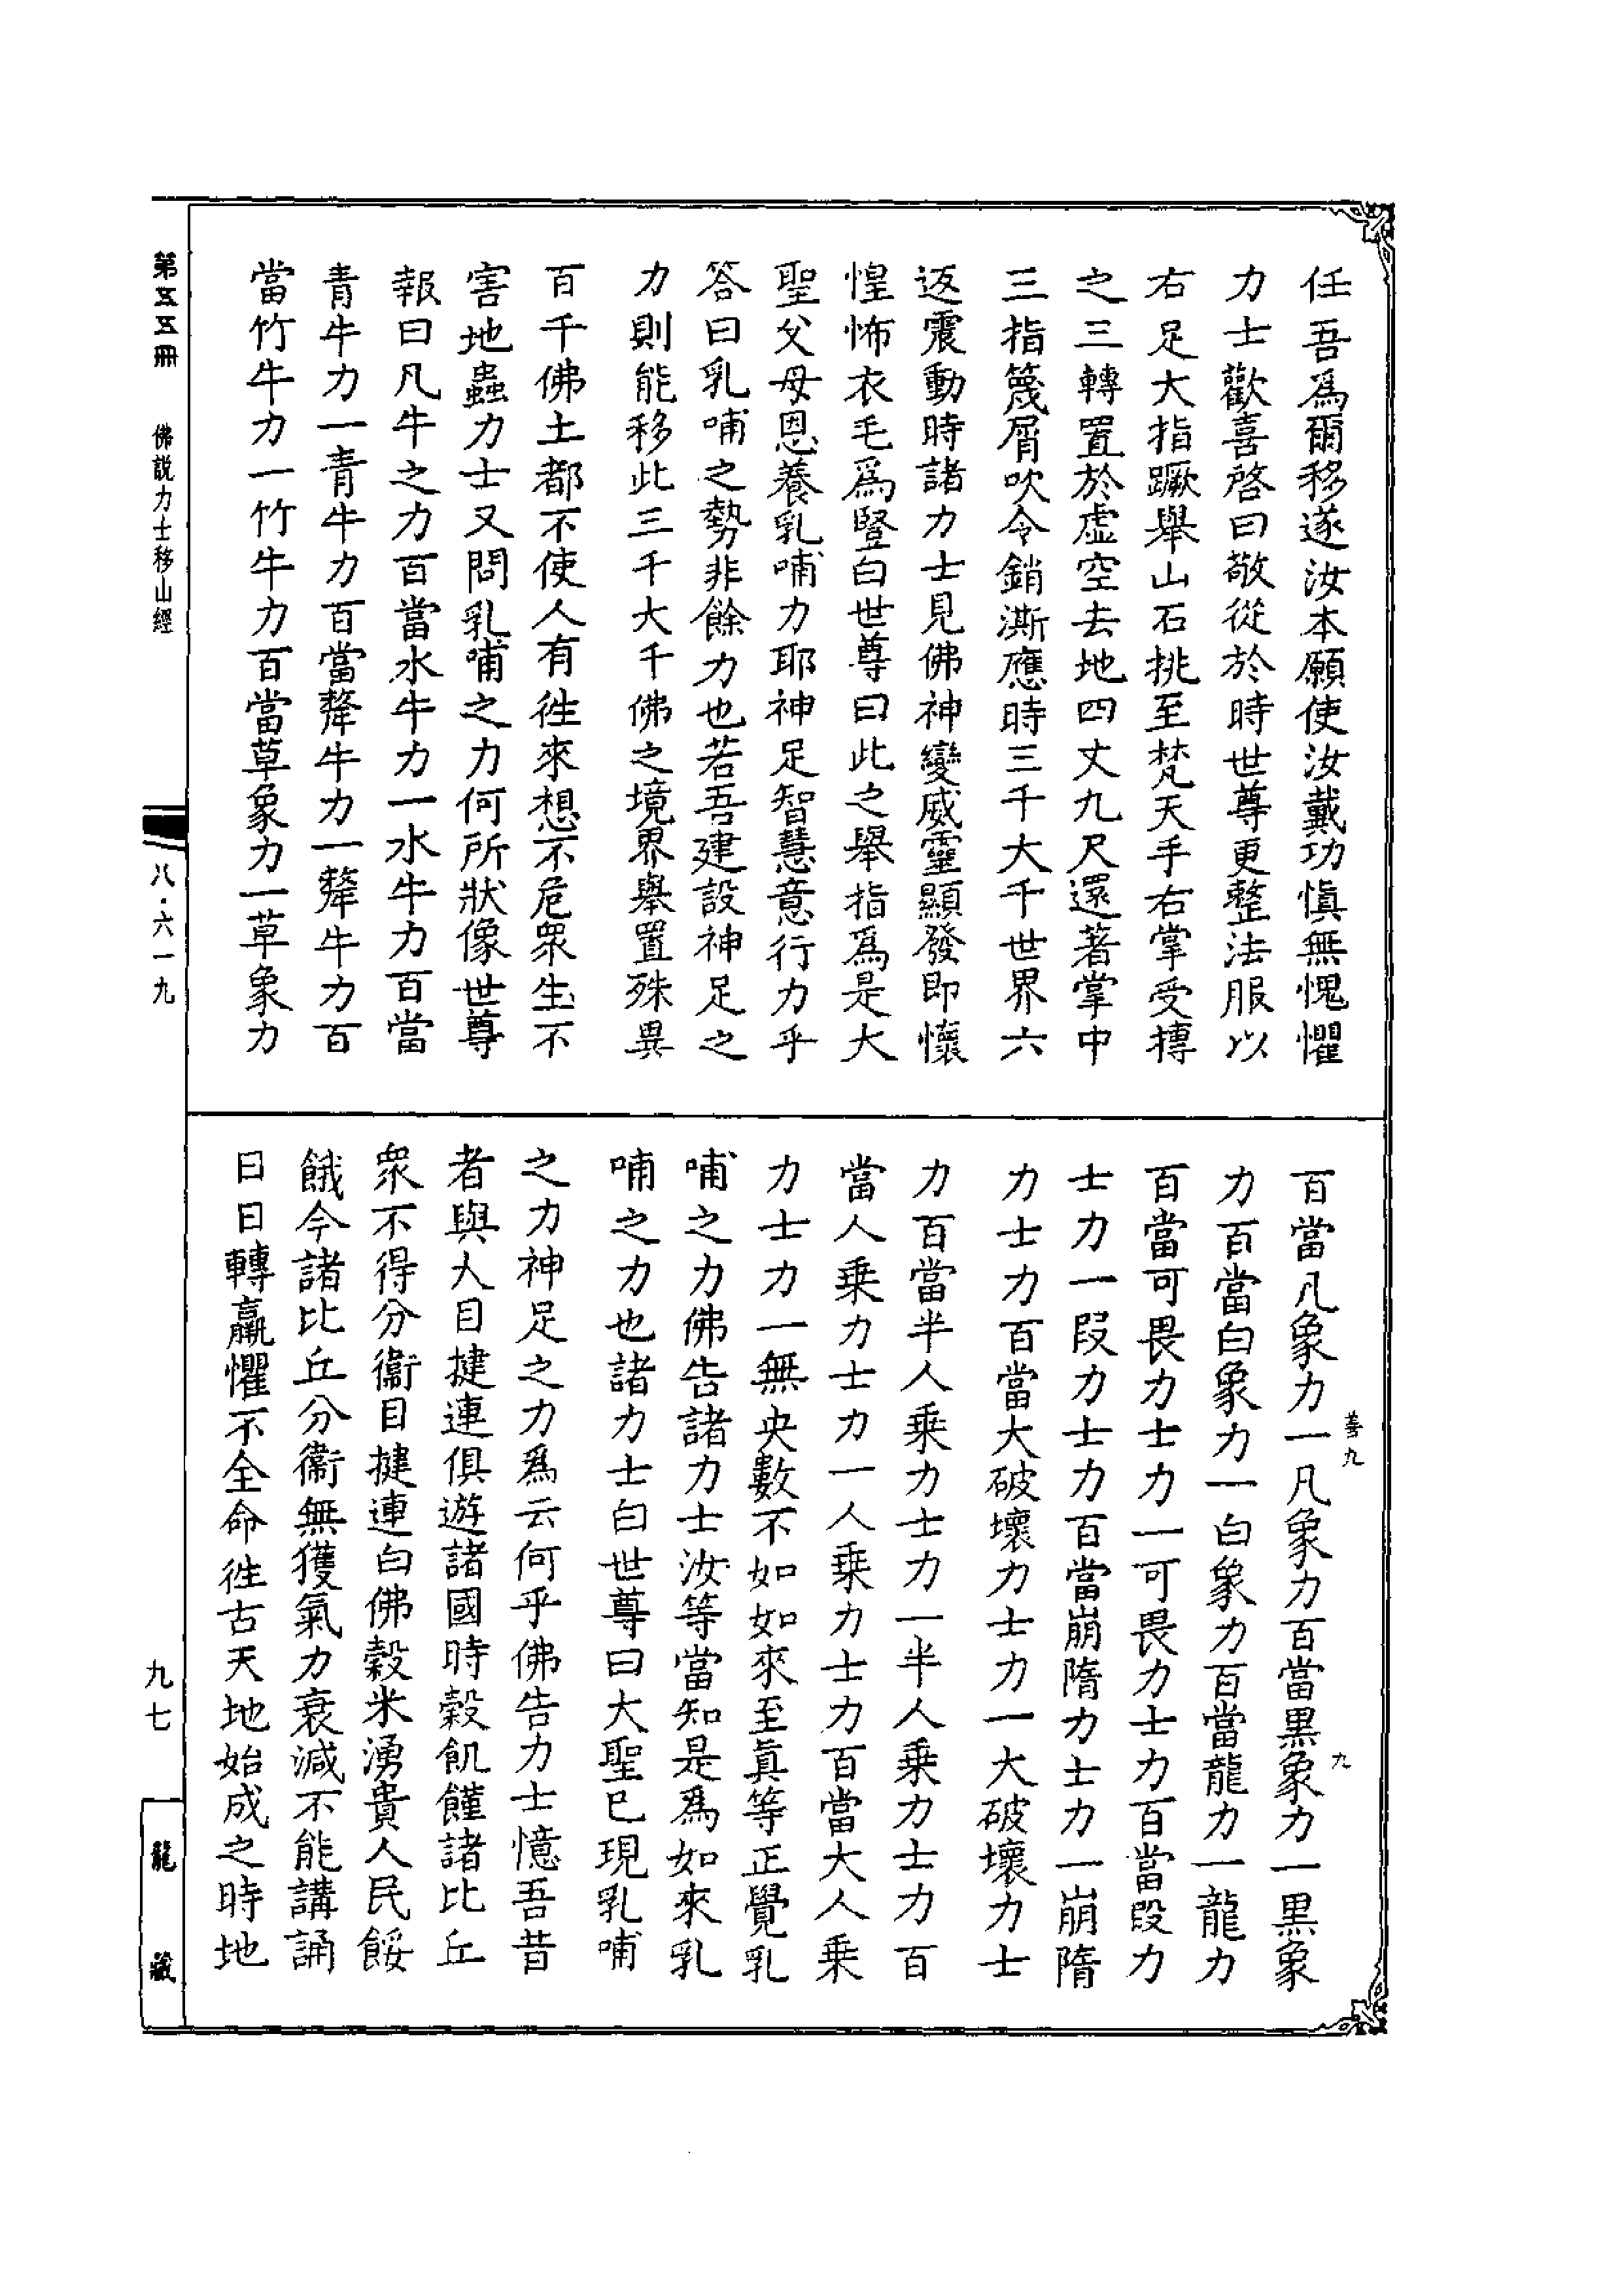 任吾爲爾移遂汝本願使汝戴功愼無愧懼
力士歡喜啓曰敬從於時世尊更整法服以
右足大指蹶舉山石挑至梵天手右掌受摶
之三轉置於虛空去地四丈九尺還著掌中
三指篾屑吹令銷澌應時三千大千世界六
返震動時諸力士見佛神變威靈顯發即懷
惶怖衣毛爲豎白世尊曰此之舉指爲是大
聖父母恩養乳哺力耶神足智慧意行力乎
答曰乳哺之勢非餘力也若吾建設神足之
力則能移此三千大千佛之境界舉置殊異
百千佛土都不使人有徃來想不危眾生不
害地蟲力士又問乳哺之力何所狀像世尊
報曰凡牛之力百當水牛力一水牛力百當
青牛力一青牛力百當犛牛力一犛牛力百
當竹牛力一竹牛力百當草象力一草象力
百當凡象力一凡象力百當黑象力一黑象
力百當白象力一白象力百當龍力一龍力
百當可畏力士力一可畏力士力百當段力
士力一段力士力百當崩隋力士力一崩隋
力士力百當大破壞力士力一大破壞力士
力百當半人乗力士力一半人乗力士力百
當人乗力士力一人乗力士力百當大人乗
力士力一無央數不如如來至眞等正覺乳
哺之力佛告諸力士汝等當知是爲如來乳
哺之力也諸力士白世尊曰大聖已現乳哺
之力神足之力爲云何乎佛告力士憶吾昔
者與大目揵連俱遊諸國時穀飢饉諸比丘
眾不得分衞目揵連白佛穀米湧貴人民餒
餓今諸比丘分衞無獲氣力衰減不能講誦
日日轉羸懼不全命徃古天地始成之時地
善九
九
第五五冊
佛說力士移山經
八·六一九
九七
龍藏